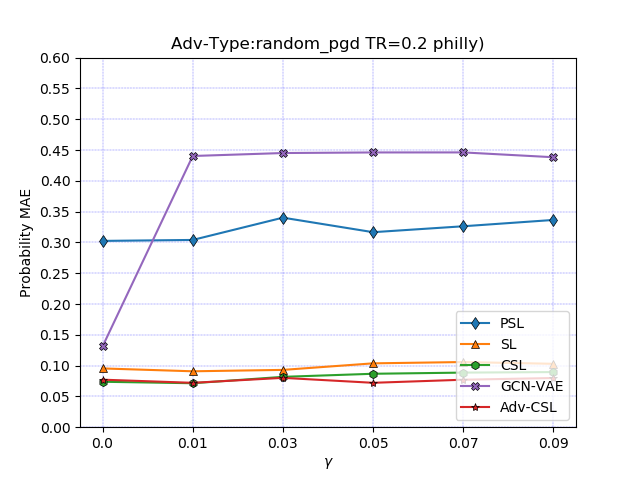 Adv-Type:random_pgd TR=0.2 philly)
Probability MAE
0.60
0.55
0.50
0.45
0.40
0.35
0.30
0.25
0.20
0.15
0.10
0.05
0.00
PSL
SL
CSL
GCN-VAE
Adv-CSL
0.0 0.01 0.03 0.05 0.07 0.09
γ